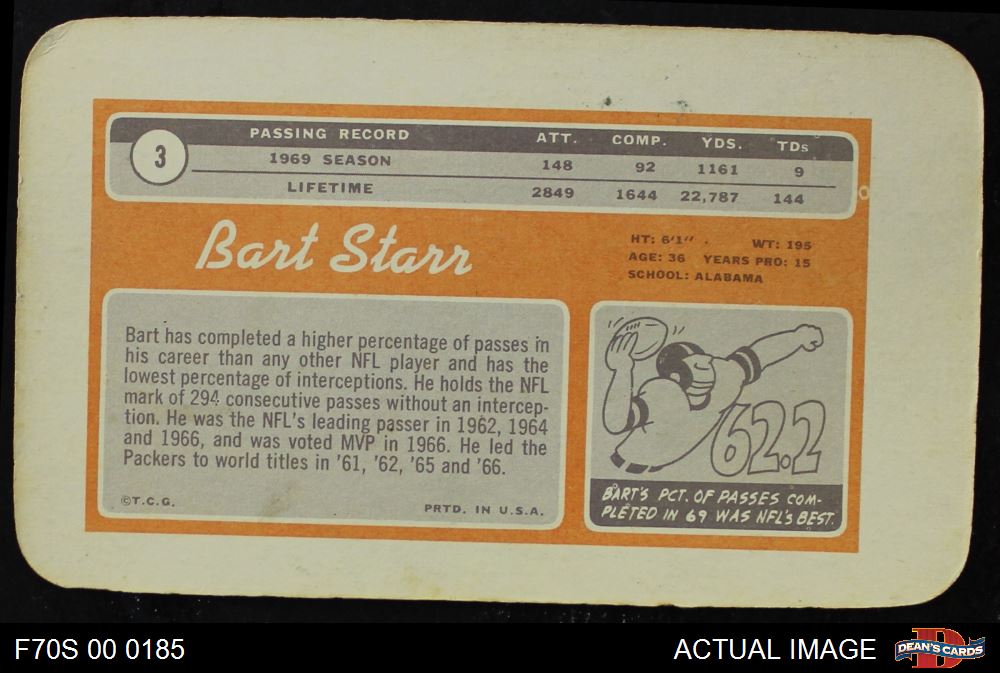 3
PASSING RECORD ATT. COMP. YDS. TDs
1969 SEASON 148 92 1161 9
LIFETIME 2849 1644 22,787 144
Bart Starr
HT: 6'1" . WT: 195
AGE: 36 YEARS PRO: 15
SCHOOL: ALABAMA
Bart has completed a higher percentage of passes in
his career than any other NFL player and has the
lowest percentage of interceptions. He holds the NFL
mark of 294 consecutive passes without an intercep-
tion. He was the NFL's leading passer in 1962, 1964
and 1966, and was voted MVP in 1966. He led the
Packers to world titles in '61, '62, '65 and '66.
©T.C.G. PRTD. IN U.S.A.
62.2
BART'S PCT. OF PASSES COM-
PLETED IN 69 WAS NFL'S BEST.
F70S 00 0185 ACTUAL IMAGE D DEAN'S CARDS